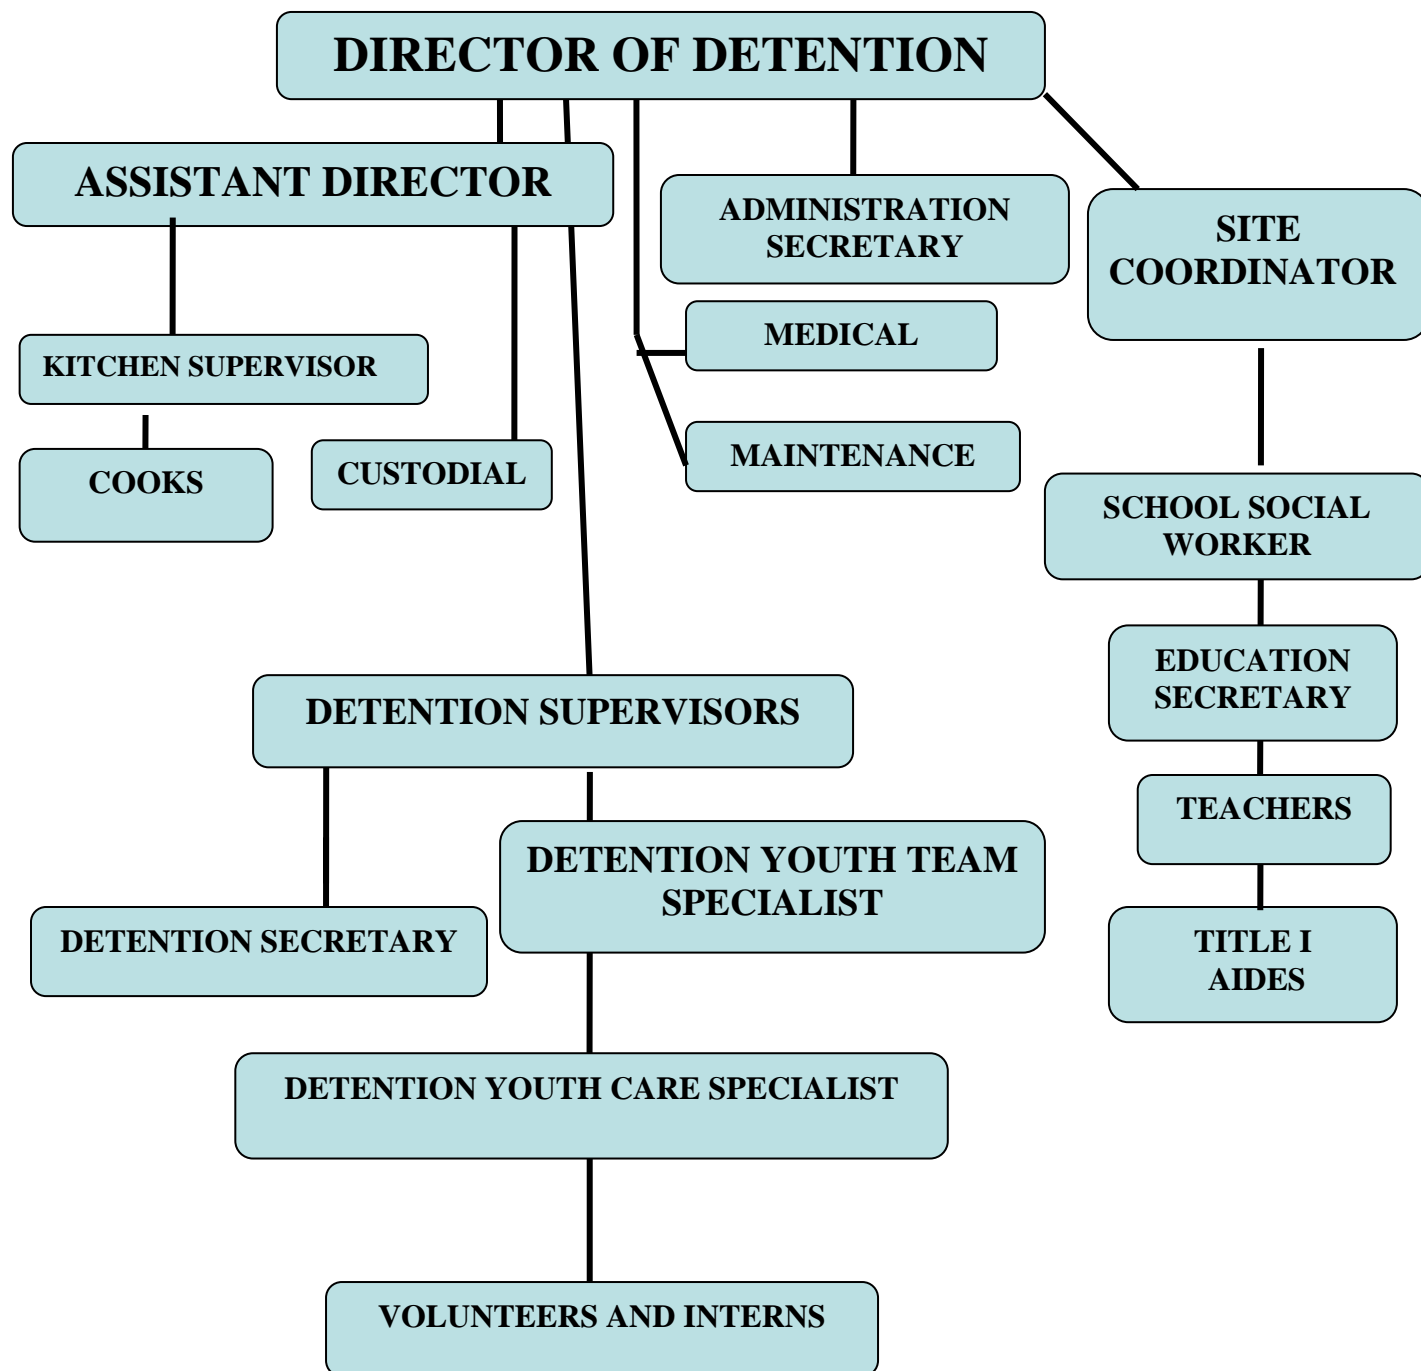 DIRECTOR OF DETENTION
ASSISTANT DIRECTOR
ADMINISTRATION
SECRETARY
SITE
COORDINATOR
MEDICAL
KITCHEN SUPERVISOR
MAINTENANCE
COOKS
CUSTODIAL
SCHOOL SOCIAL
WORKER
EDUCATION
SECRETARY
DETENTION SUPERVISORS
TEACHERS
DETENTION YOUTH TEAM
SPECIALIST
DETENTION SECRETARY
TITLE I
AIDES
DETENTION YOUTH CARE SPECIALIST
VOLUNTEERS AND INTERNS